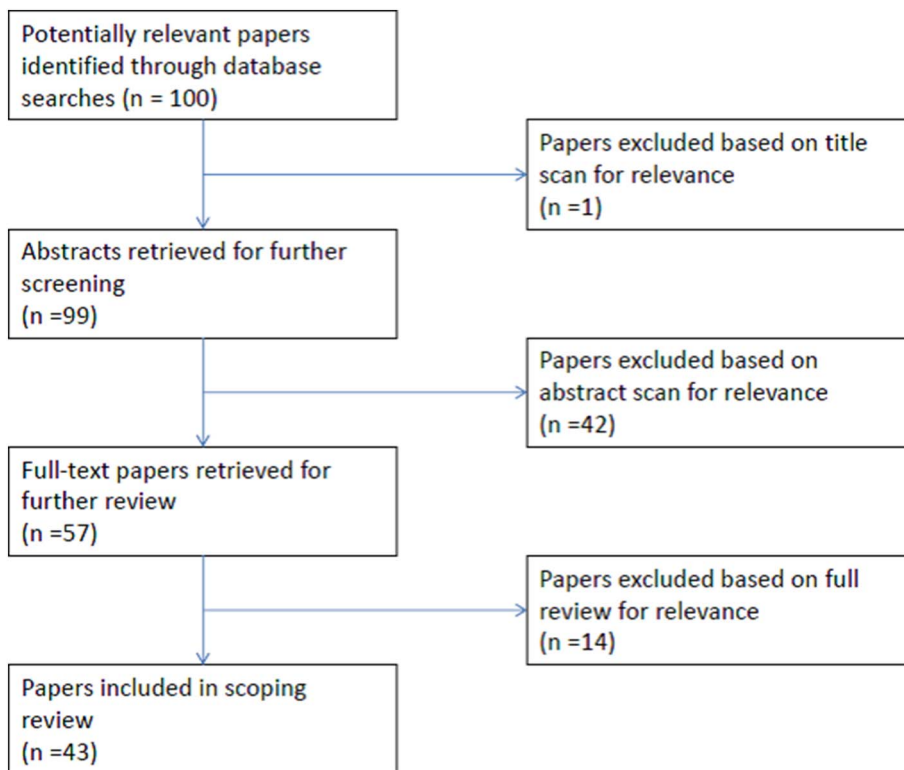 Potentially relevant papers
identified through database
searches (n = 100)
Papers excluded based on title
scan for relevance
(n =1)
Abstracts retrieved for further
screening
(n =99)
Papers excluded based on
abstract scan for relevance
(n =42)
Full-text papers retrieved for
further review
(n =57)
Papers excluded based on full
review for relevance
(n =14)
Papers included in scoping
review
(n =43)